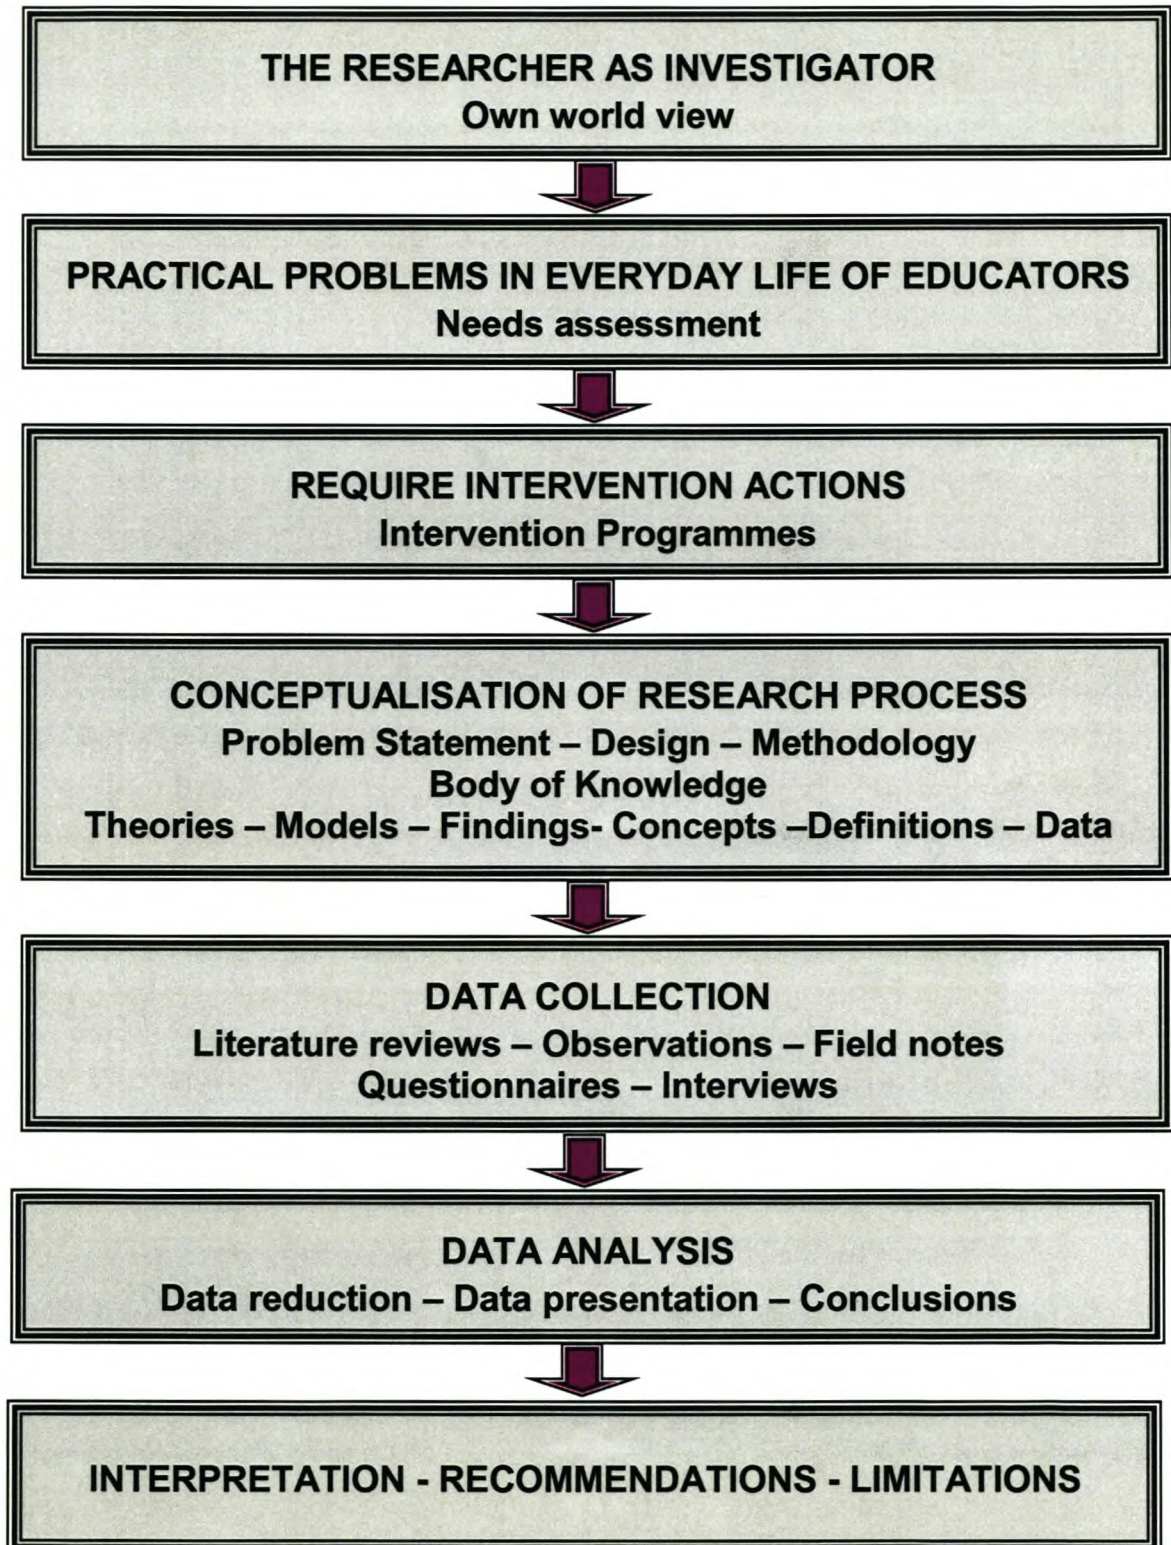 THE RESEARCHER AS INVESTIGATOR
Own world view
PRACTICAL PROBLEMS IN EVERYDAY LIFE OF EDUCATORS
Needs assessment
REQUIRE INTERVENTION ACTIONS
Intervention Programmes
CONCEPTUALISATION OF RESEARCH PROCESS
Problem Statement – Design – Methodology
Body of Knowledge
Theories – Models – Findings- Concepts –Definitions – Data
DATA COLLECTION
Literature reviews – Observations – Field notes
Questionnaires – Interviews
DATA ANALYSIS
Data reduction – Data presentation – Conclusions
INTERPRETATION - RECOMMENDATIONS - LIMITATIONS